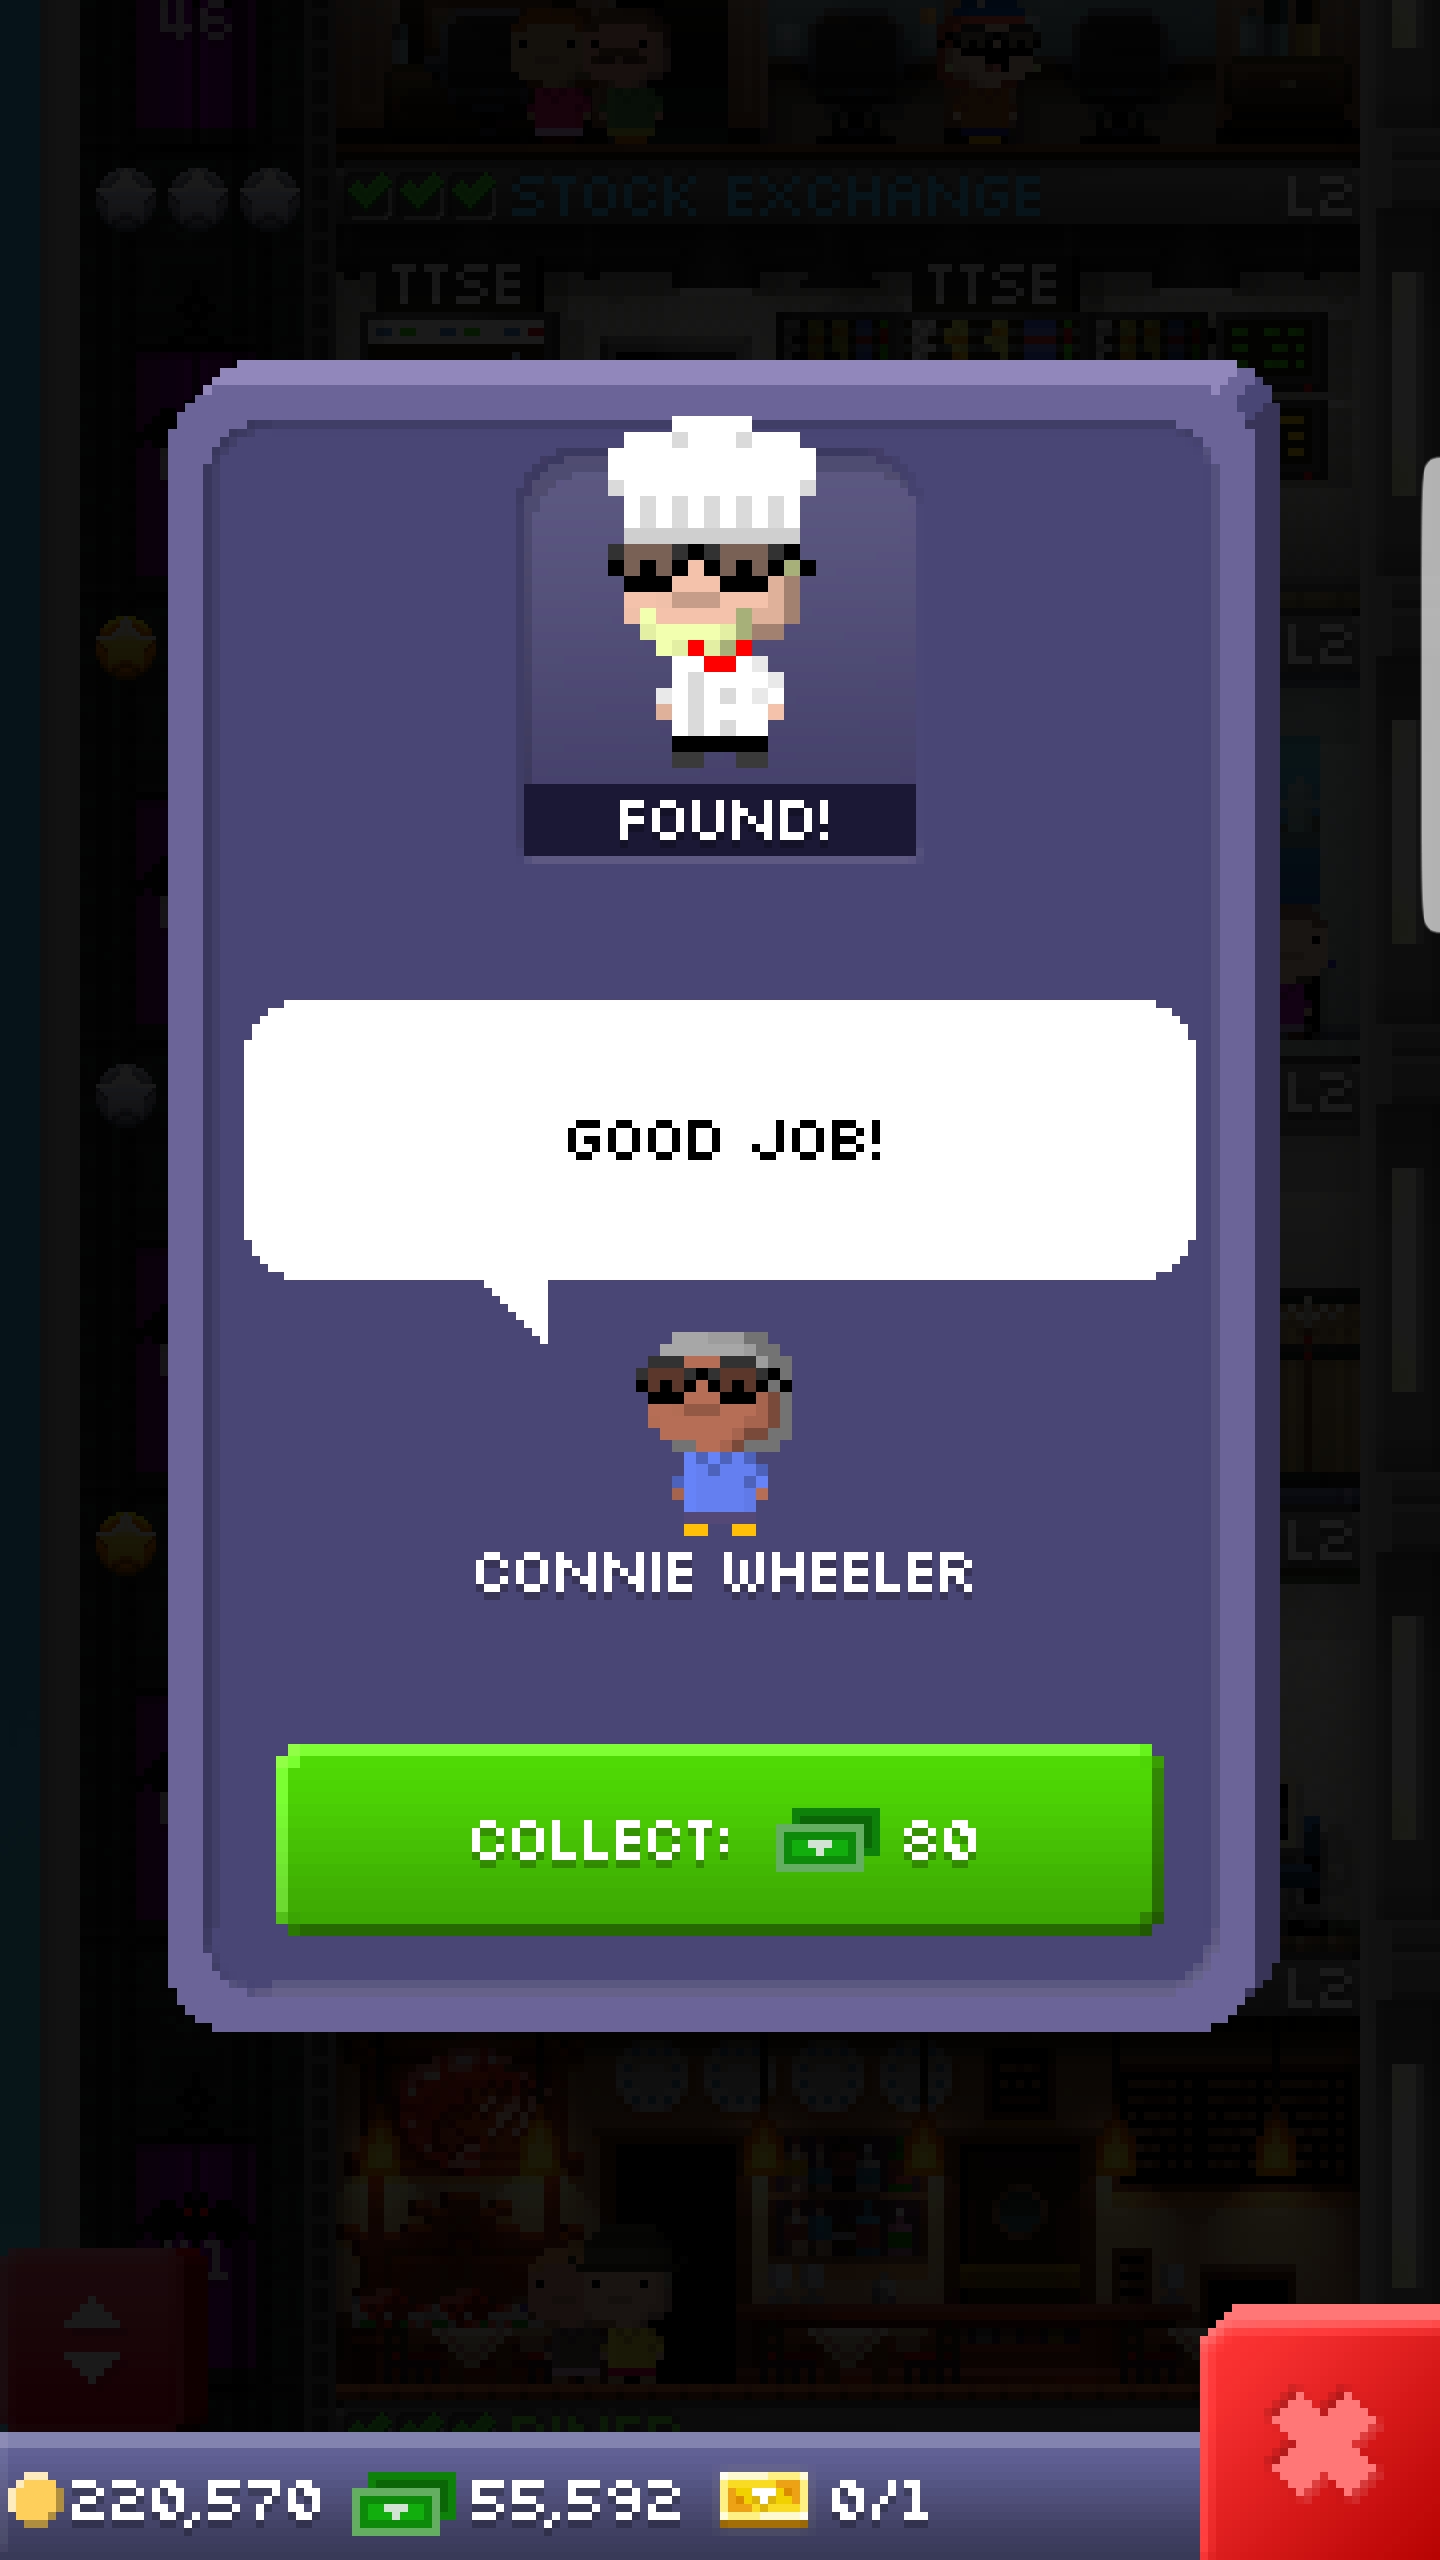 46
STOCK EXCHANGE L2
TTSE TTSE
L2
FOUND!
L2
GOOD JOB!
L2
CONNIE WHEELER
COLLECT: 80
L2
DINER
220,570 55,592 0/1